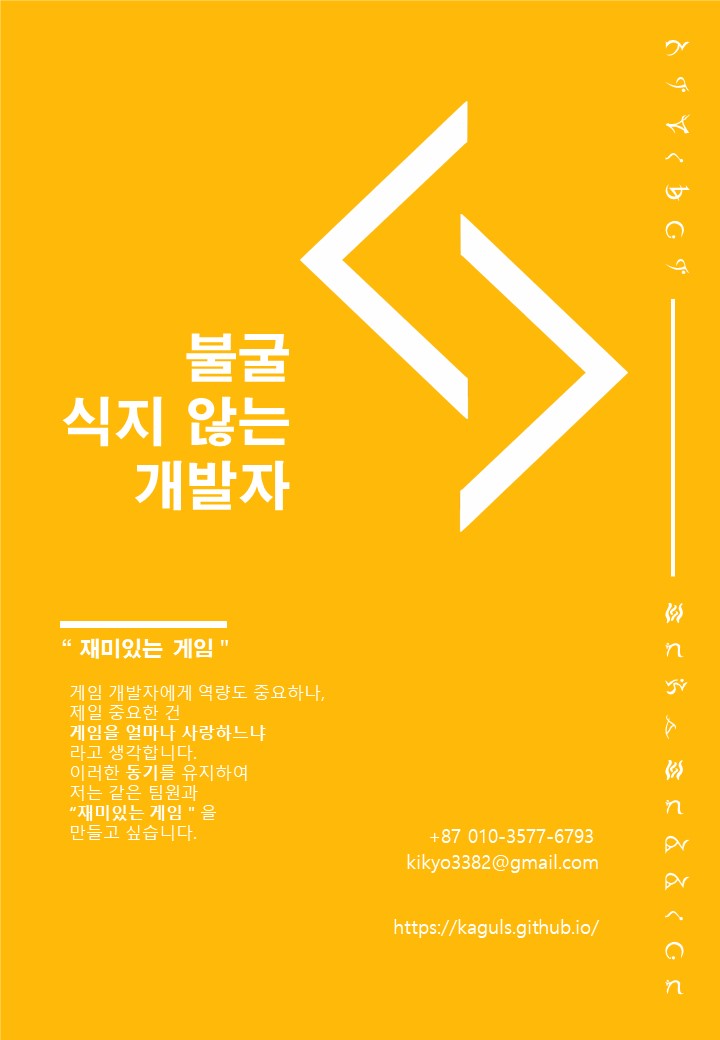 불굴
식지 않는
개발자
“ 재미있는 게임 "
게임 개발자에게 역량도 중요하나,
제일 중요한 건
게임을 얼마나 사랑하느냐
라고 생각합니다.
이러한 동기를 유지하여
저는 같은 팀원과
“재미있는 게임 " 을
만들고 싶습니다.
+87 010-3577-6793
kikyo3382@gmail.com
https://kaguls.github.io/